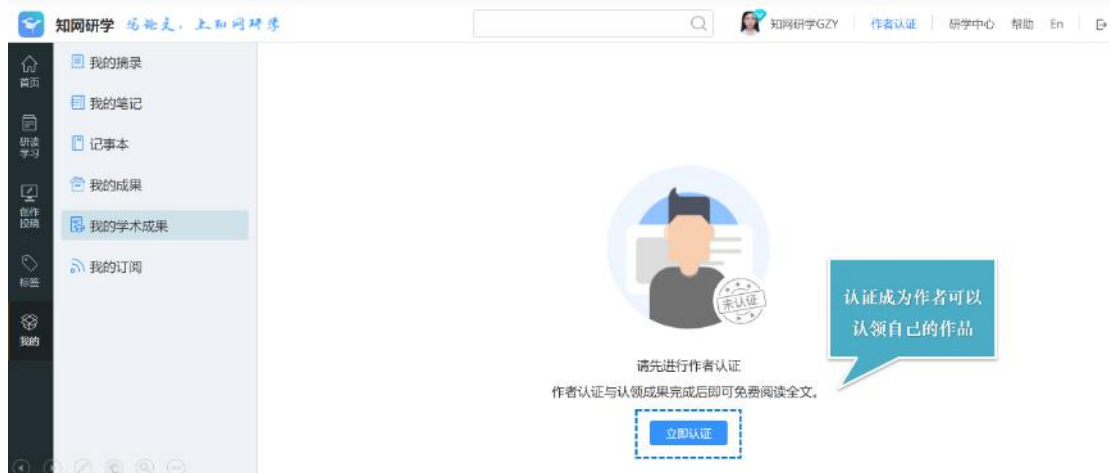 知网研学 写论文，上知网研学 知网研学GZY 作者认证 研学中心 帮助 En
首页
研读
学习
创作
投稿
标签
我的
我的摘录
我的笔记
记事本
我的成果
我的学术成果
我的订阅
未认证
认证成为作者可以
认领自己的作品
请先进行作者认证
作者认证与认领成果完成后即可免费阅读全文。
立即认证